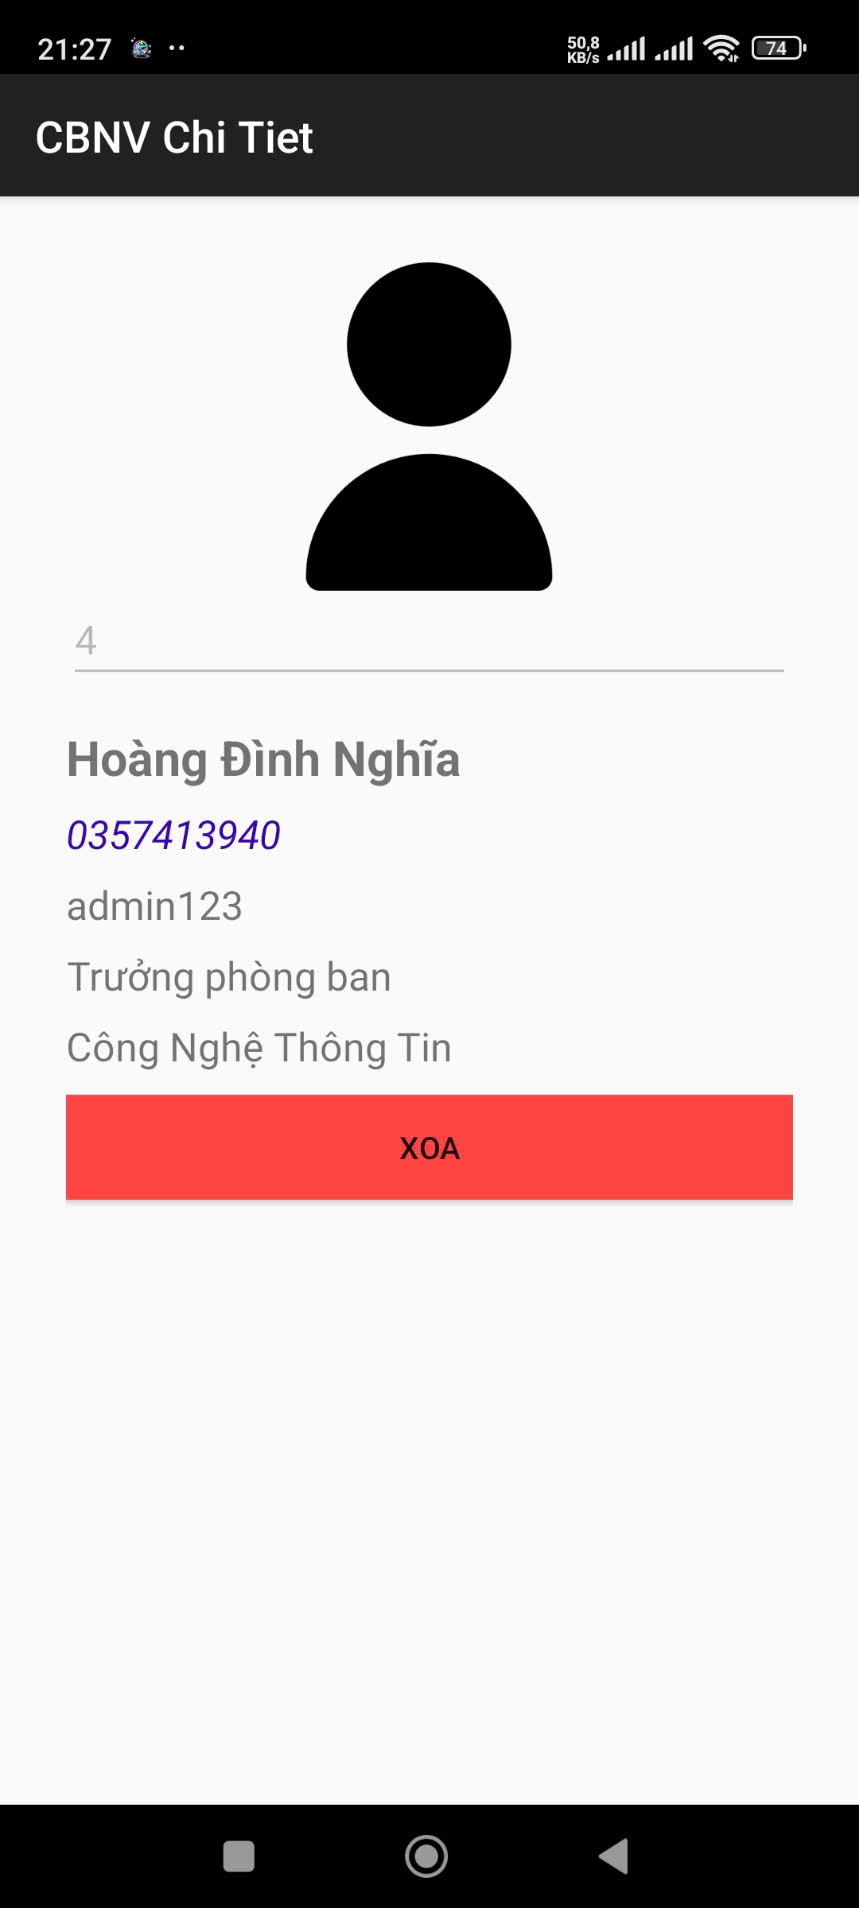 21:27
50,8 KB/s
74
CBNV Chi Tiet
4
Hoàng Đình Nghĩa
0357413940
admin123
Trưởng phòng ban
Công Nghệ Thông Tin
XOA